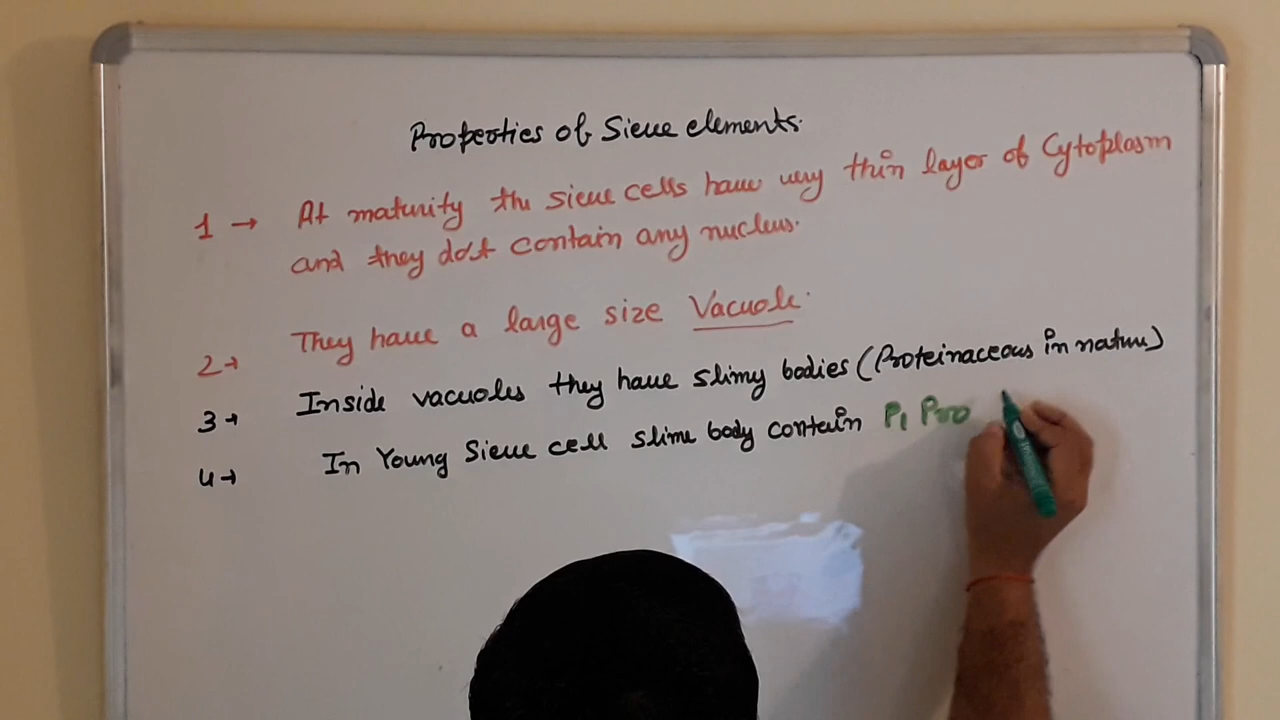 Properties of Sieve elements.
1 → At maturity the sieve cells have very thin layer of Cytoplasm
and they do't contain any nucleus.
2 → They have a large size Vacuole.
3 → Inside vacuoles they have slimy bodies (Proteinaceous in nature)
4 → In Young Sieve cell slime body contain P1 Pro